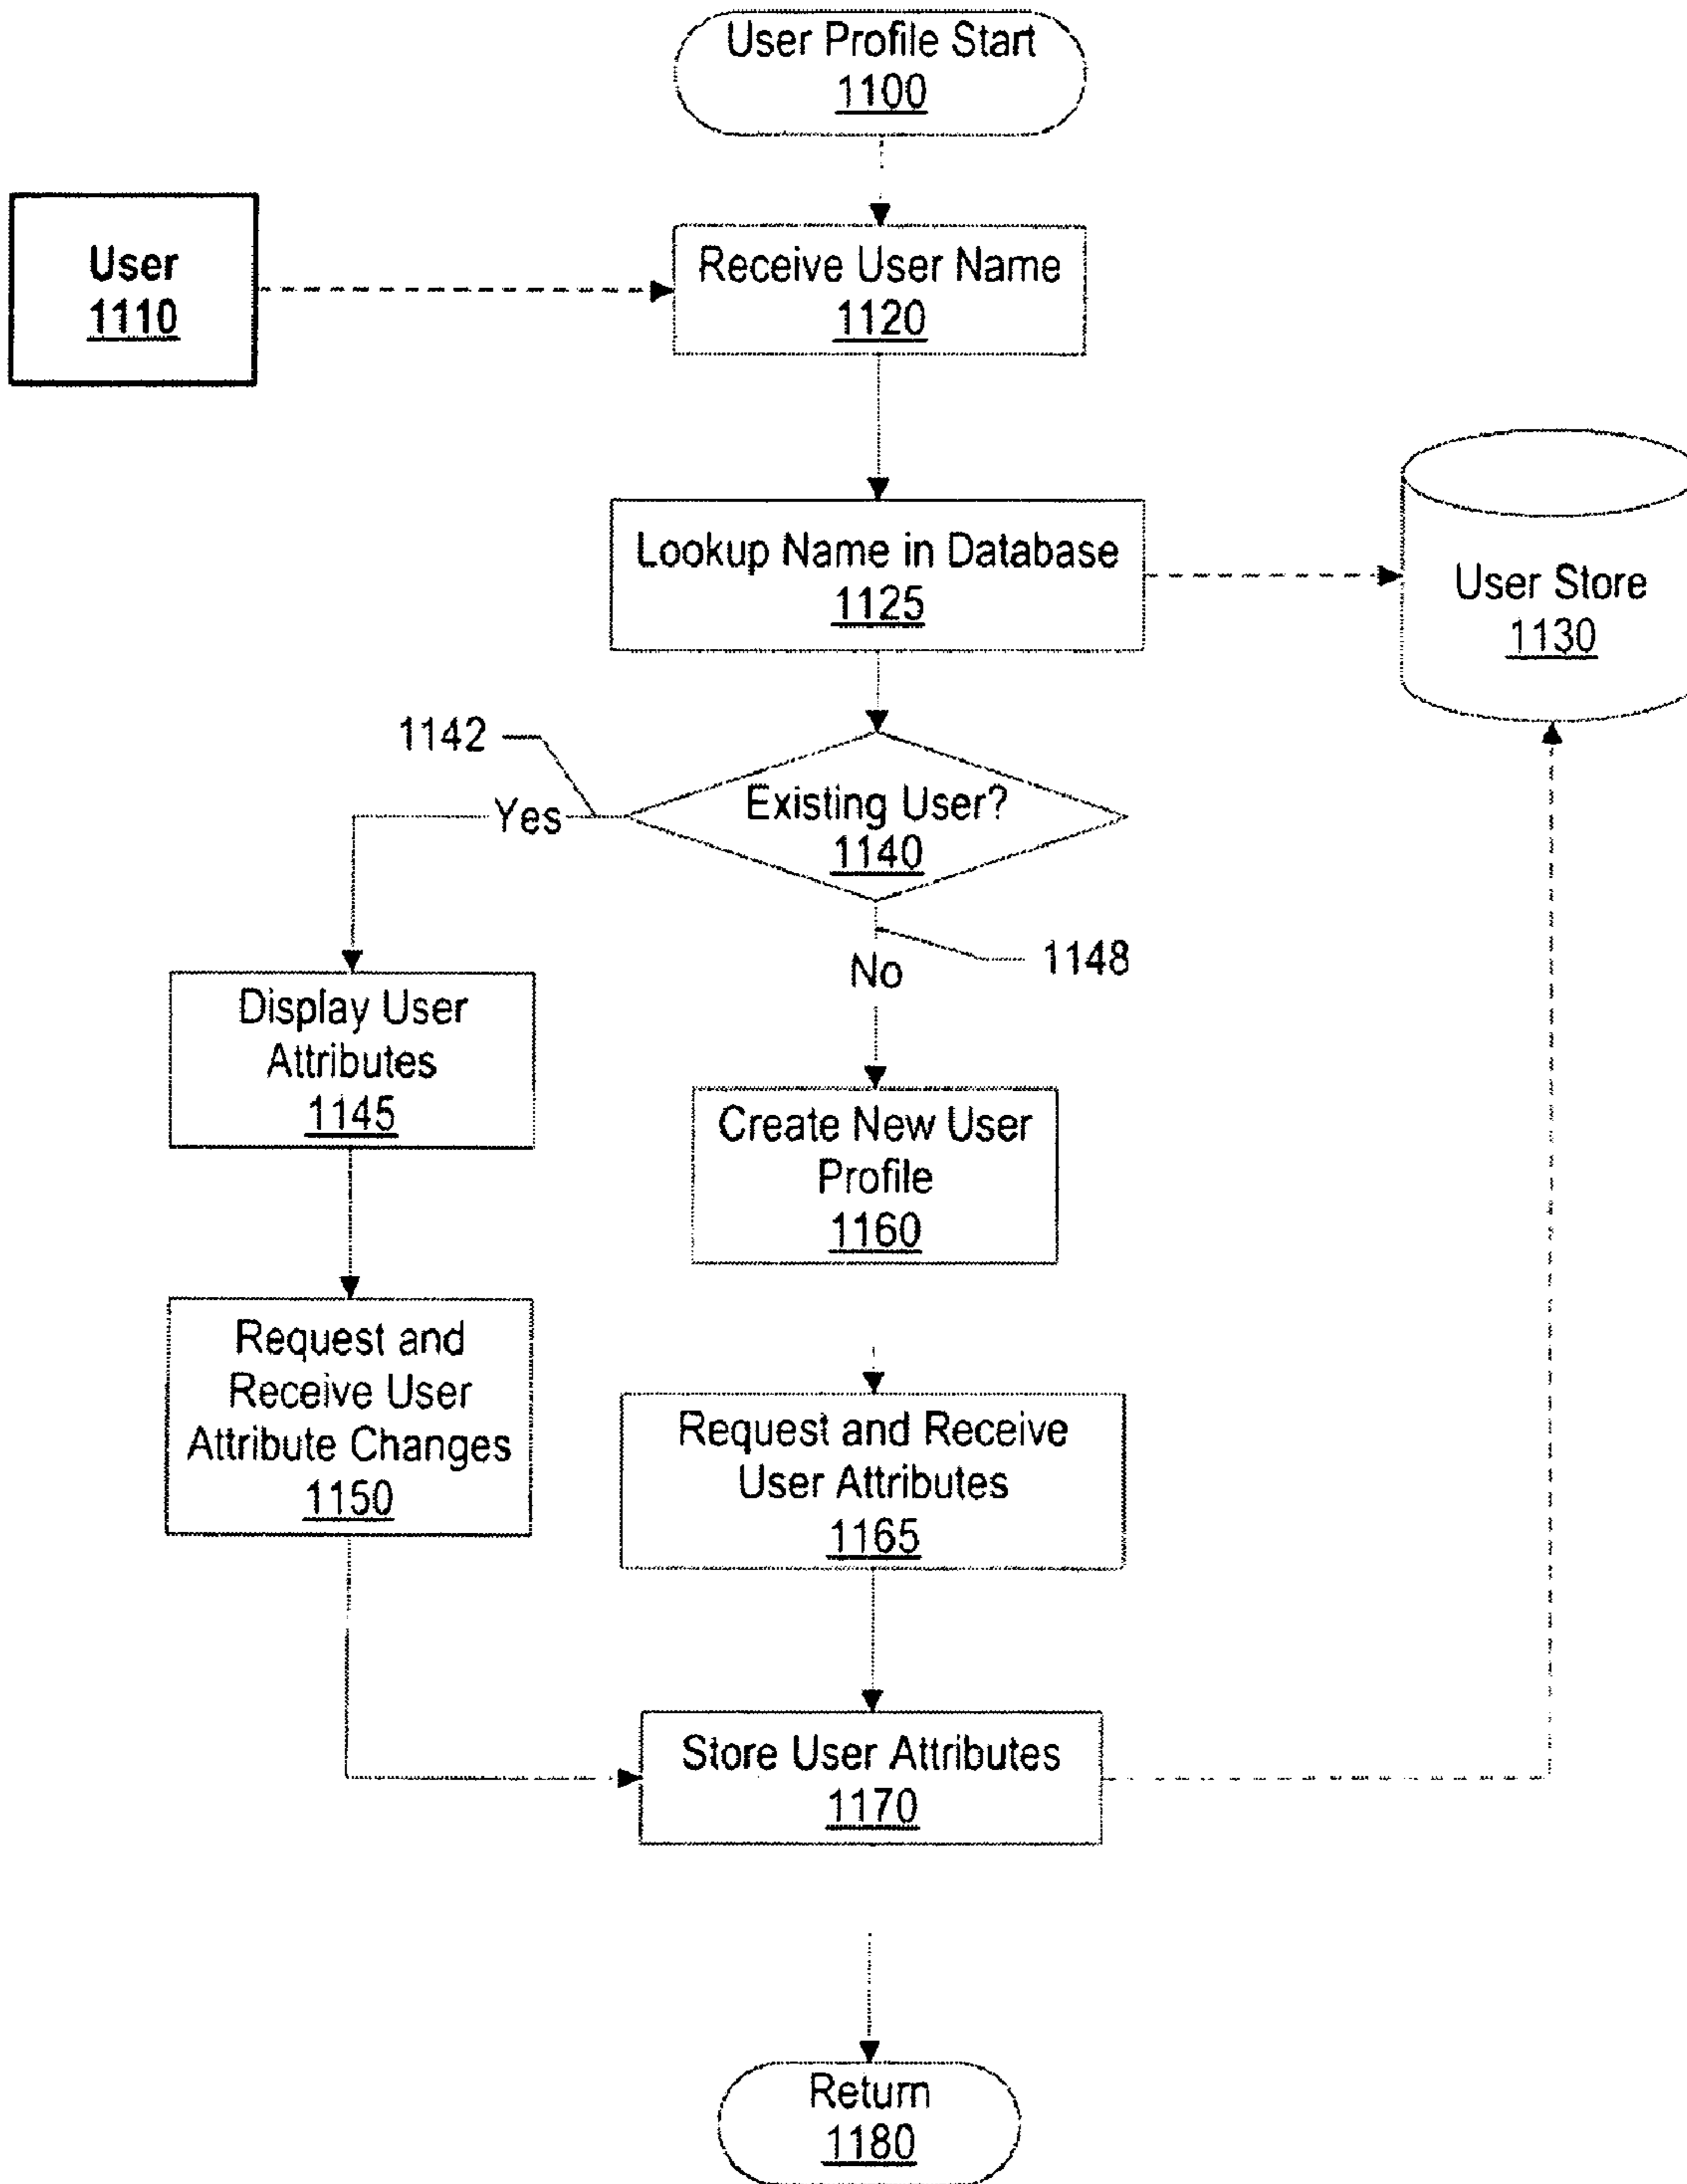 User Profile Start
1100
User
1110
Receive User Name
1120
Lookup Name in Database
1125
User Store
1130
1142
Yes
Existing User?
1140
1148
No
Display User
Attributes
1145
Create New User
Profile
1160
Request and
Receive User
Attribute Changes
1150
Request and Receive
User Attributes
1165
Store User Attributes
1170
Return
1180